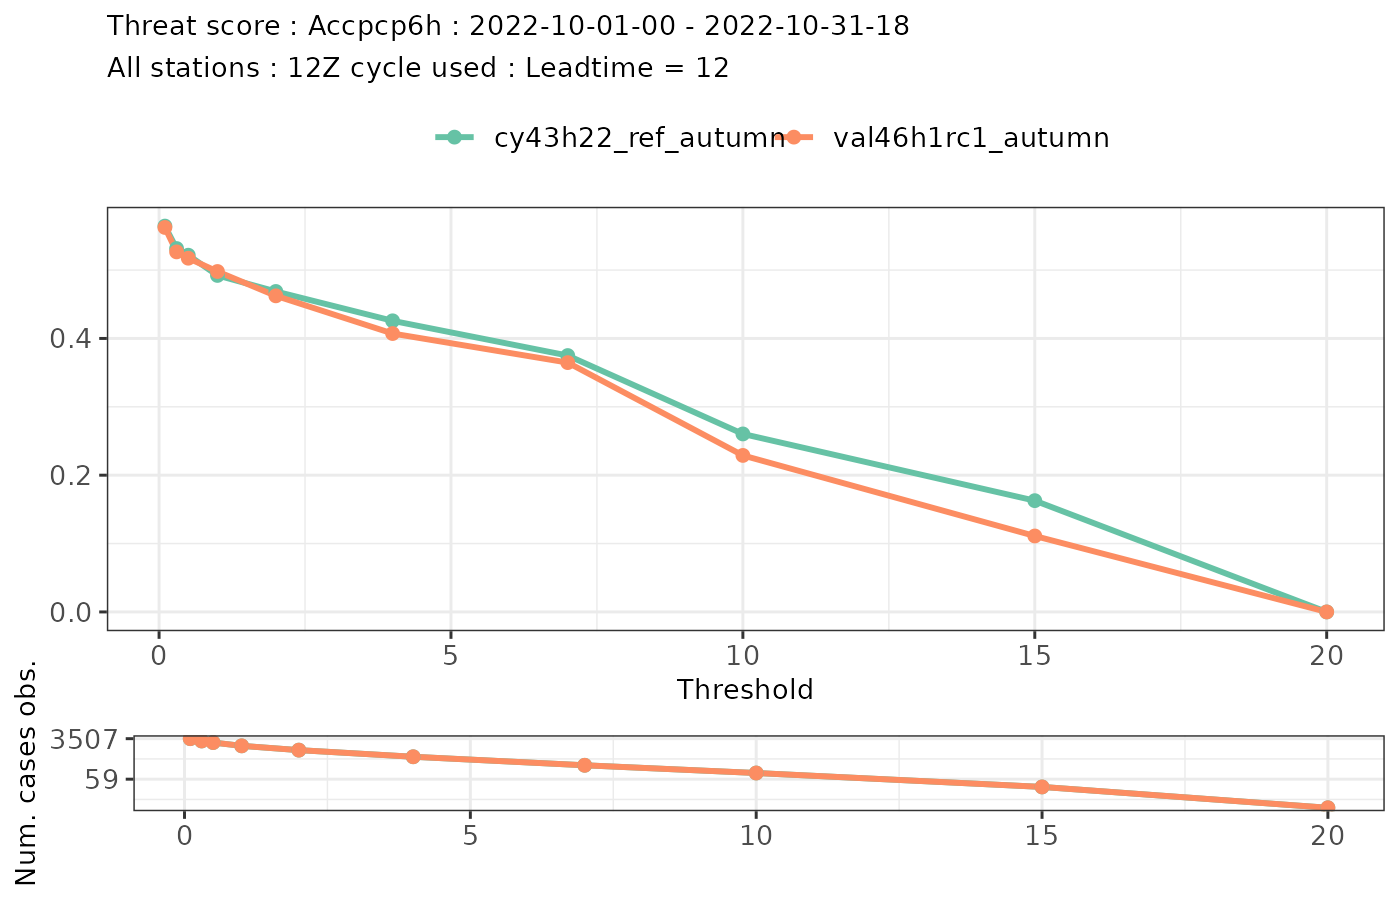 Threat score : Accpcp6h : 2022-10-01-00 - 2022-10-31-18
All stations : 12Z cycle used : Leadtime = 12
cy43h22_ref_autumn val46h1rc1_autumn
0.4
0.2
0.0
0 5 10 15 20
Threshold
Num. cases obs.
3507
59
0 5 10 15 20